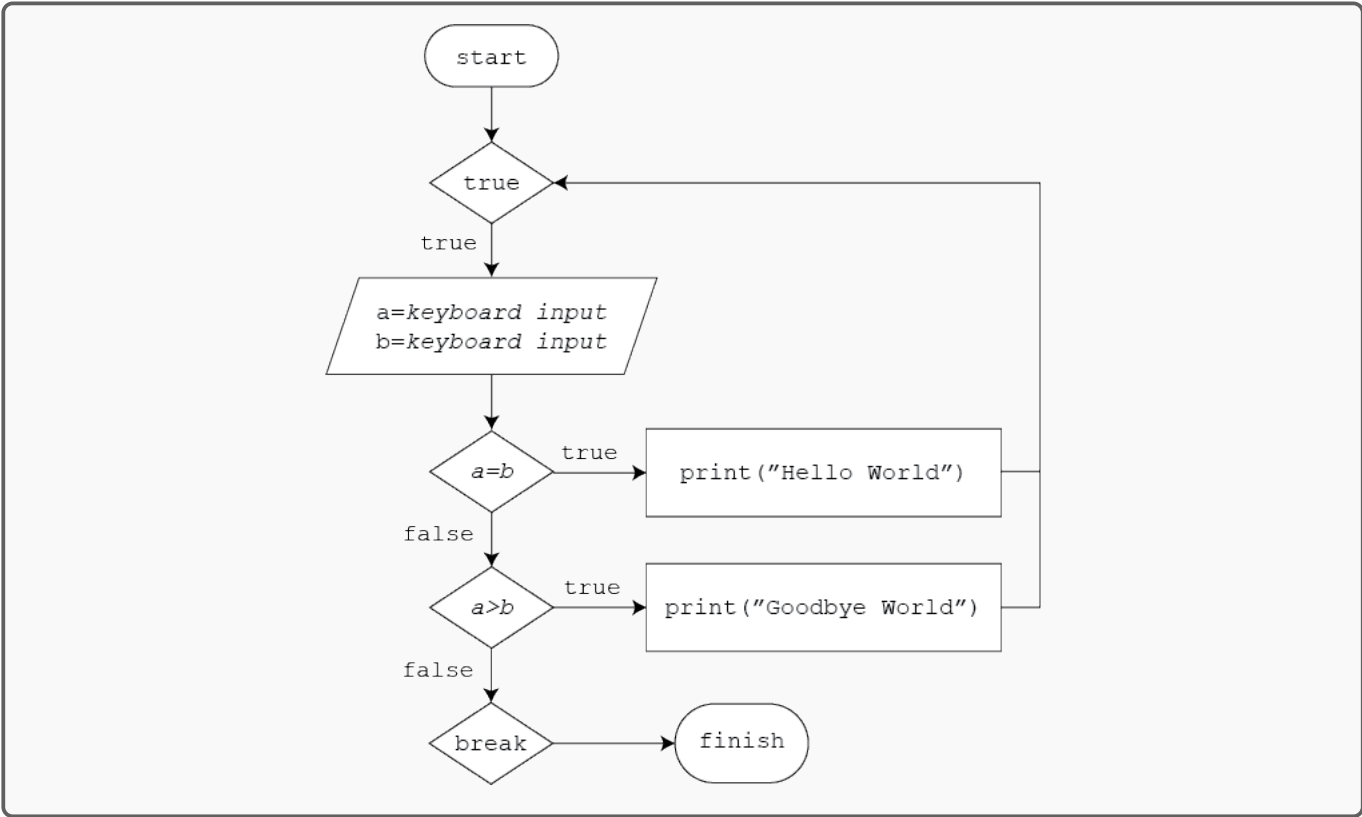 start
true
true
a=keyboard input
b=keyboard input
a=b
true
print(”Hello World”)
false
a>b
true
print(”Goodbye World”)
false
break
finish